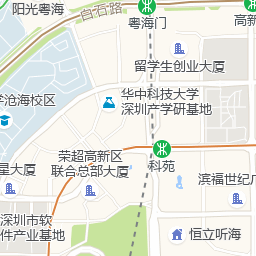 阳光粤海
白石路
粤海门
高新
留学生创业大厦
华中科技大学
深圳产学研基地
学沧海校区
科苑
荣超高新区
联合总部大厦
星大厦
滨福世纪广
深圳市软
件产业基地
恒立听海